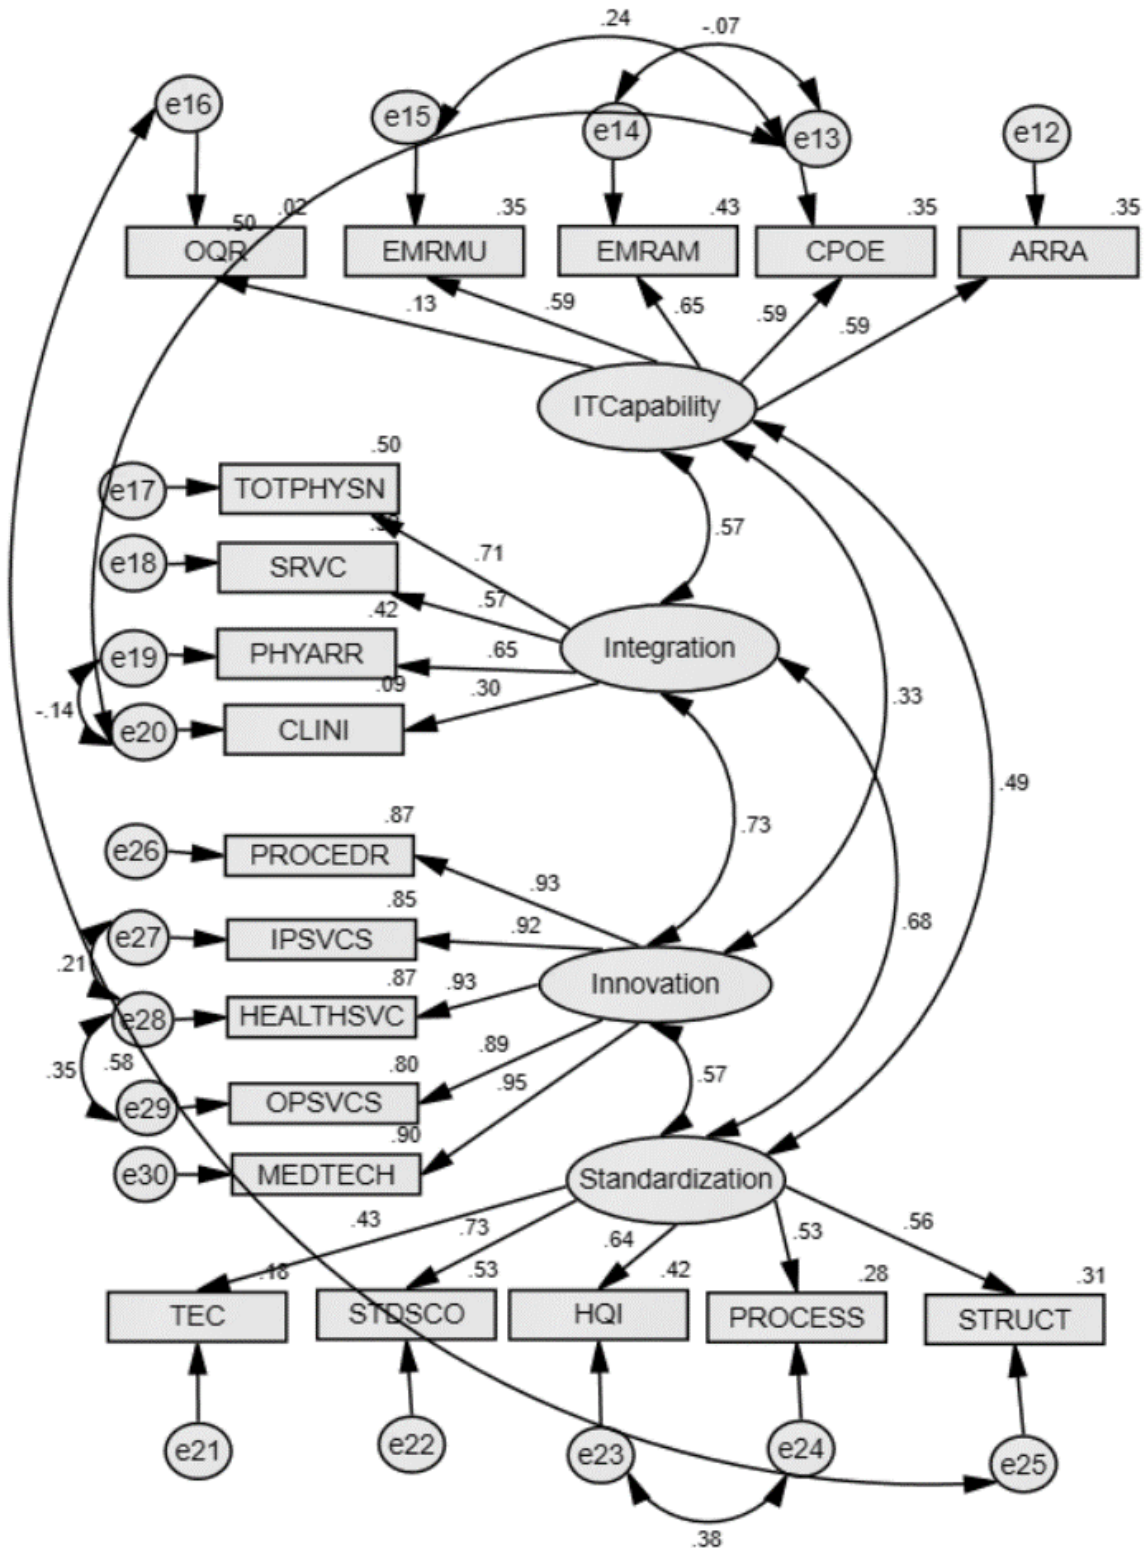 .24
-.07
e16
e15
e14
e13
e12
.50
.02
.35
.43
.35
.35
OQR
EMRMU
EMRAM
CPOE
ARRA
.13
.59
.65
.59
.59
ITCapability
.50
e17
TOTPHYSN
.57
.71
e18
SRVC
.57
.42
e19
PHYARR
.65
Integration
.09
.30
-.14
e20
CLINI
.33
.49
.87
.73
e26
PROCEDR
.93
.85
.92
.68
e27
IPSVCS
.21
.87
.93
Innovation
e28
HEALTHSVC
.35
.58
.80
.89
.57
e29
OPSVCS
.95
.90
e30
MEDTECH
Standardization
.43
.73
.64
.53
.56
.18
.53
.42
.28
.31
TEC
STDSCO
HQI
PROCESS
STRUCT
e21
e22
e23
e24
e25
.38